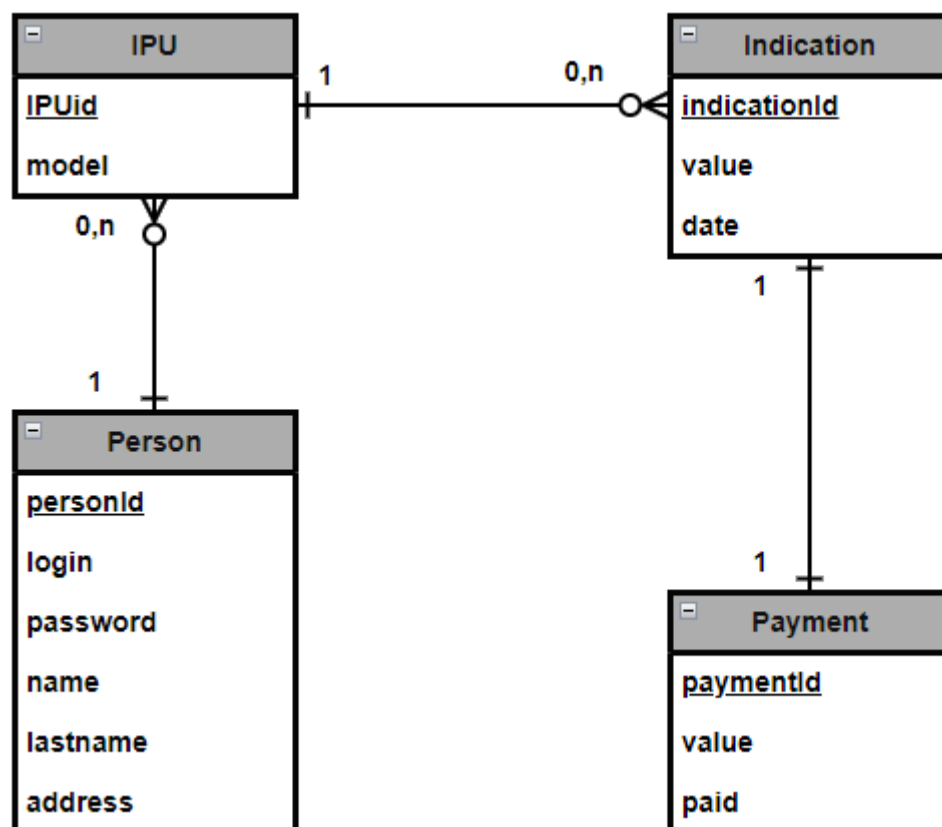 IPU
IPUid
model
1
0,n
Indication
indicationId
value
date
0,n
1
Person
personId
login
password
name
lastname
address
1
1
Payment
paymentId
value
paid